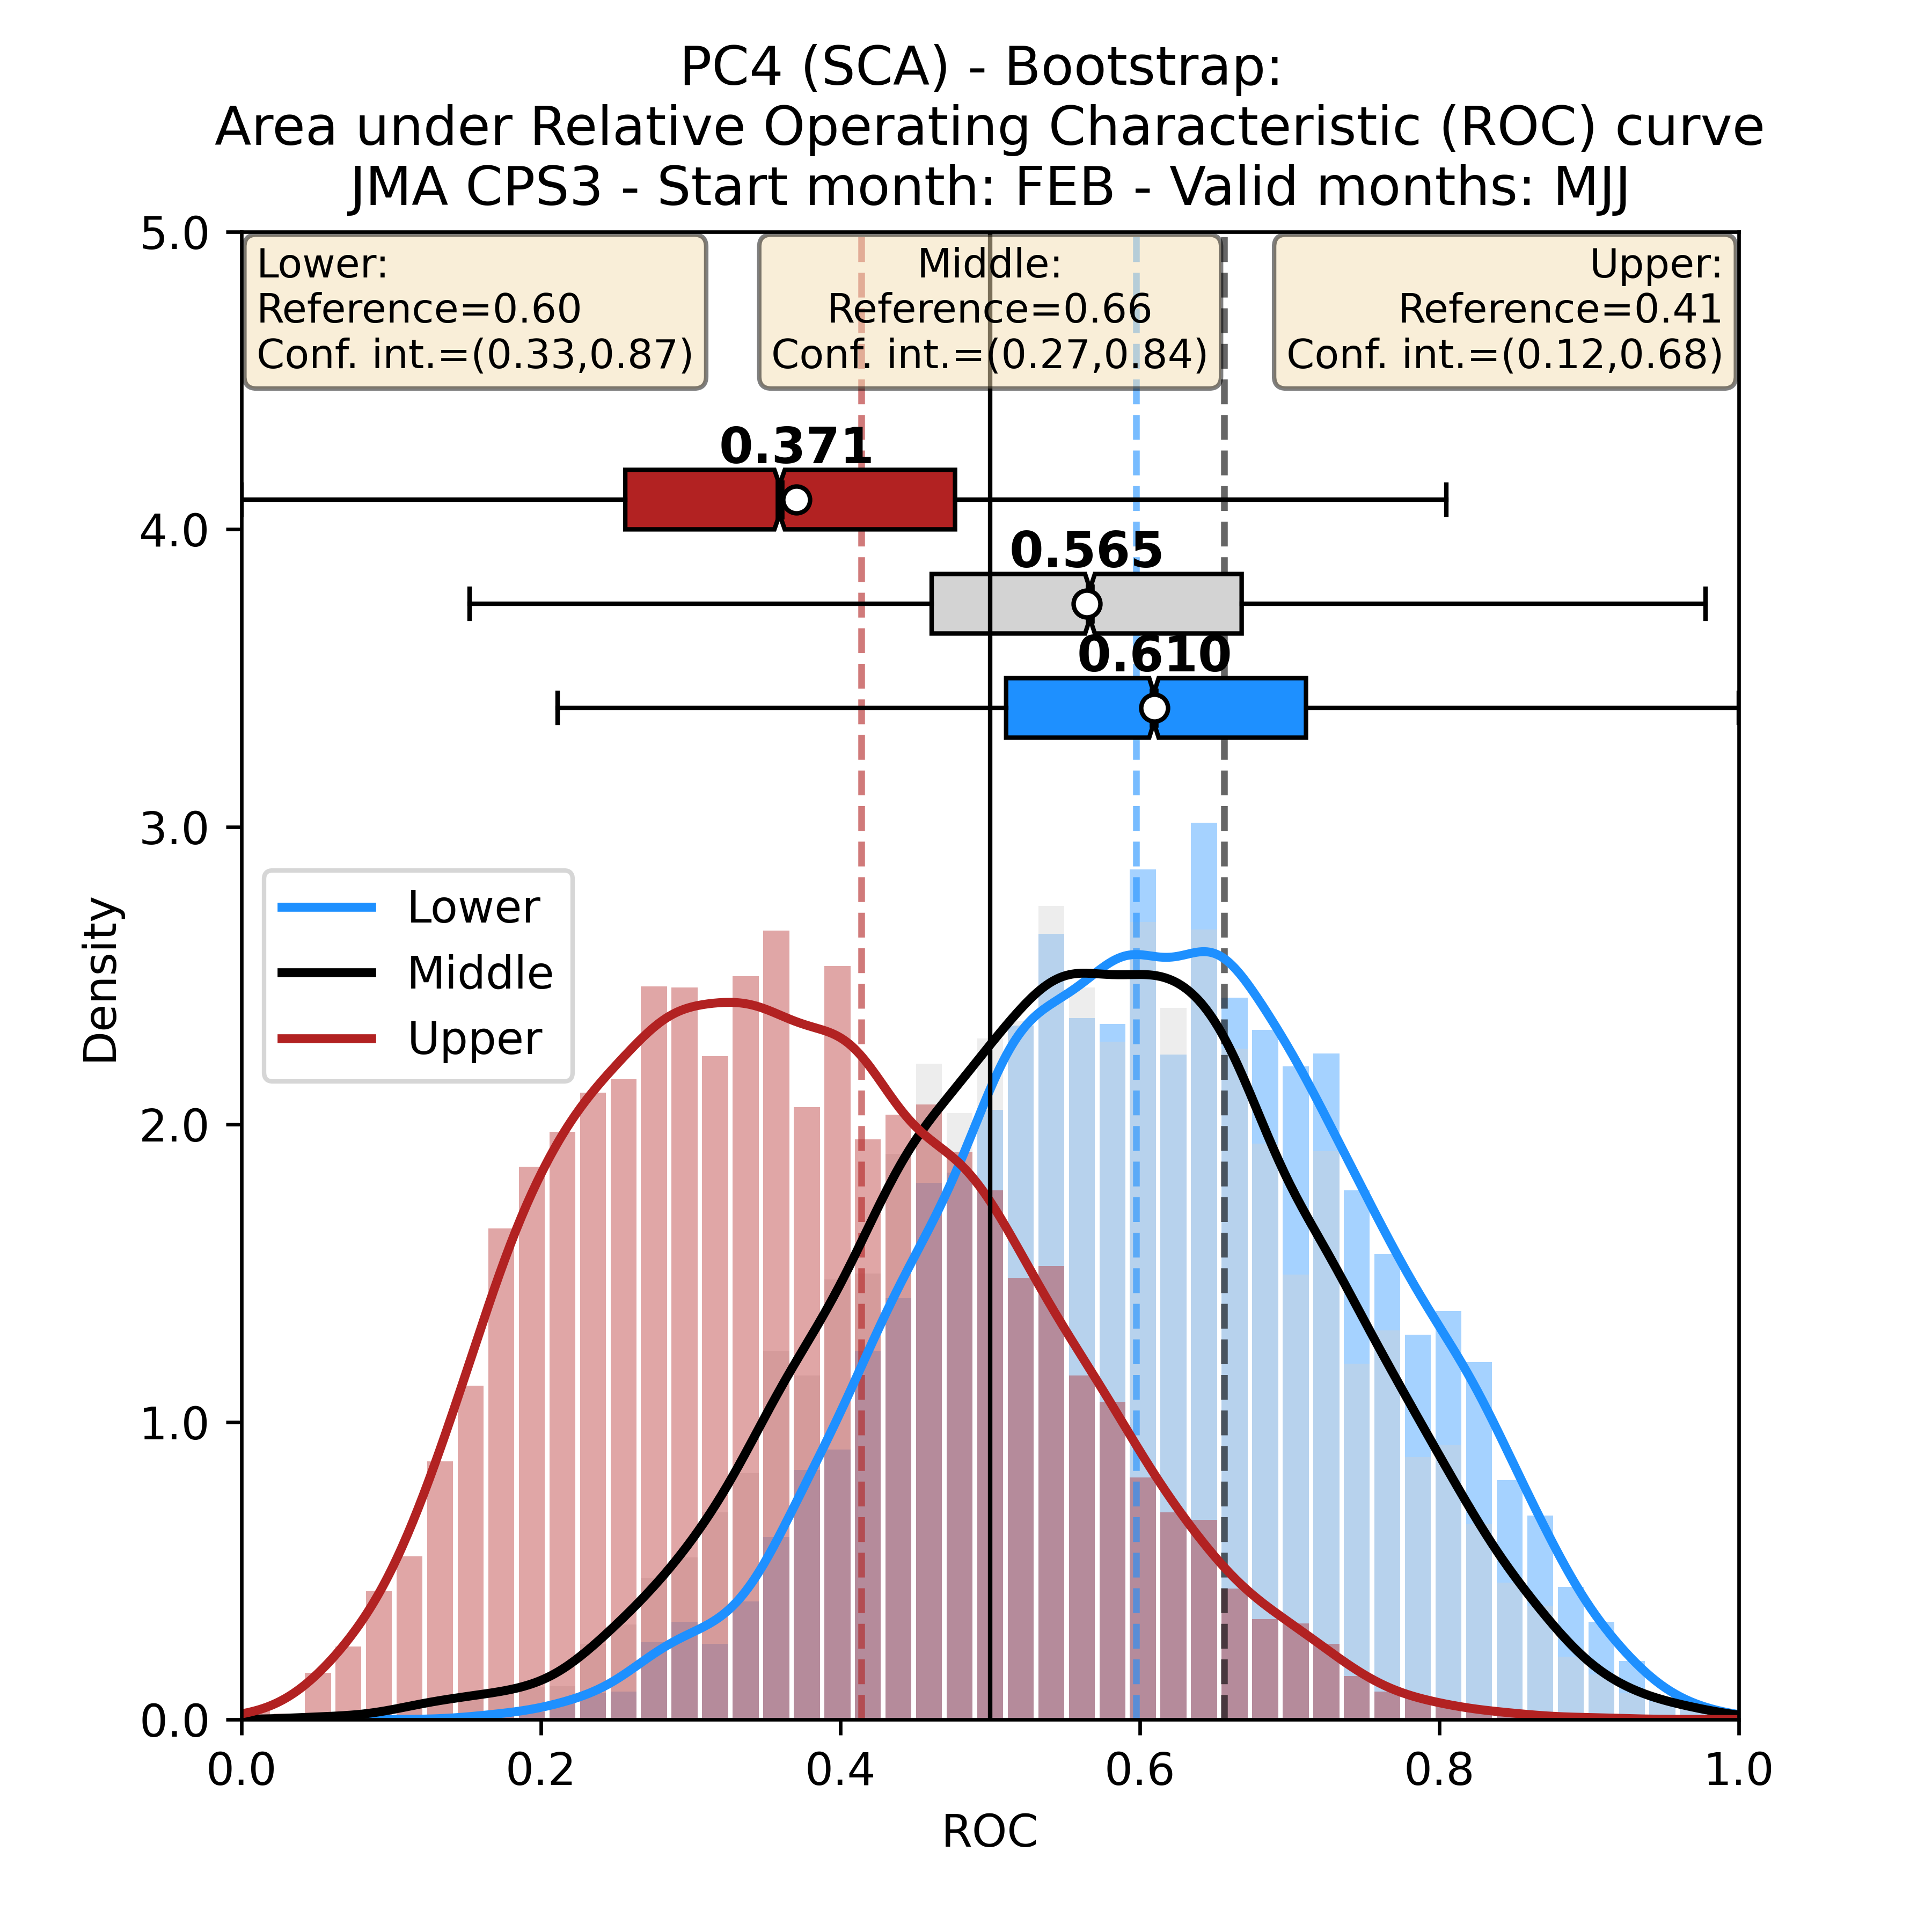 PC4 (SCA) - Bootstrap:
Area under Relative Operating Characteristic (ROC) curve
JMA CPS3 - Start month: FEB - Valid months: MJJ
Lower:
Reference=0.60
Conf. int.=(0.33,0.87)
Middle:
Reference=0.66
Conf. int.=(0.27,0.84)
Upper:
Reference=0.41
Conf. int.=(0.12,0.68)
0.371
0.565
0.610
5.0
4.0
3.0
2.0
1.0
0.0
Density
Lower
Middle
Upper
0.0
0.2
0.4
0.6
0.8
1.0
ROC